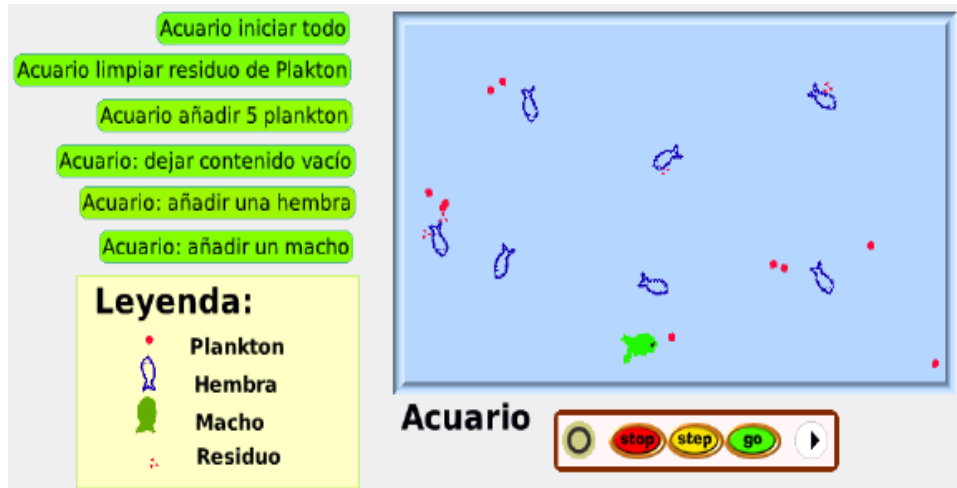 Acuario iniciar todo
Acuario limpiar residuo de Plakton
Acuario añadir 5 plankton
Acuario: dejar contenido vacío
Acuario: añadir una hembra
Acuario: añadir un macho
Leyenda:
Plankton
Hembra
Macho
Residuo
Acuario
stop step go